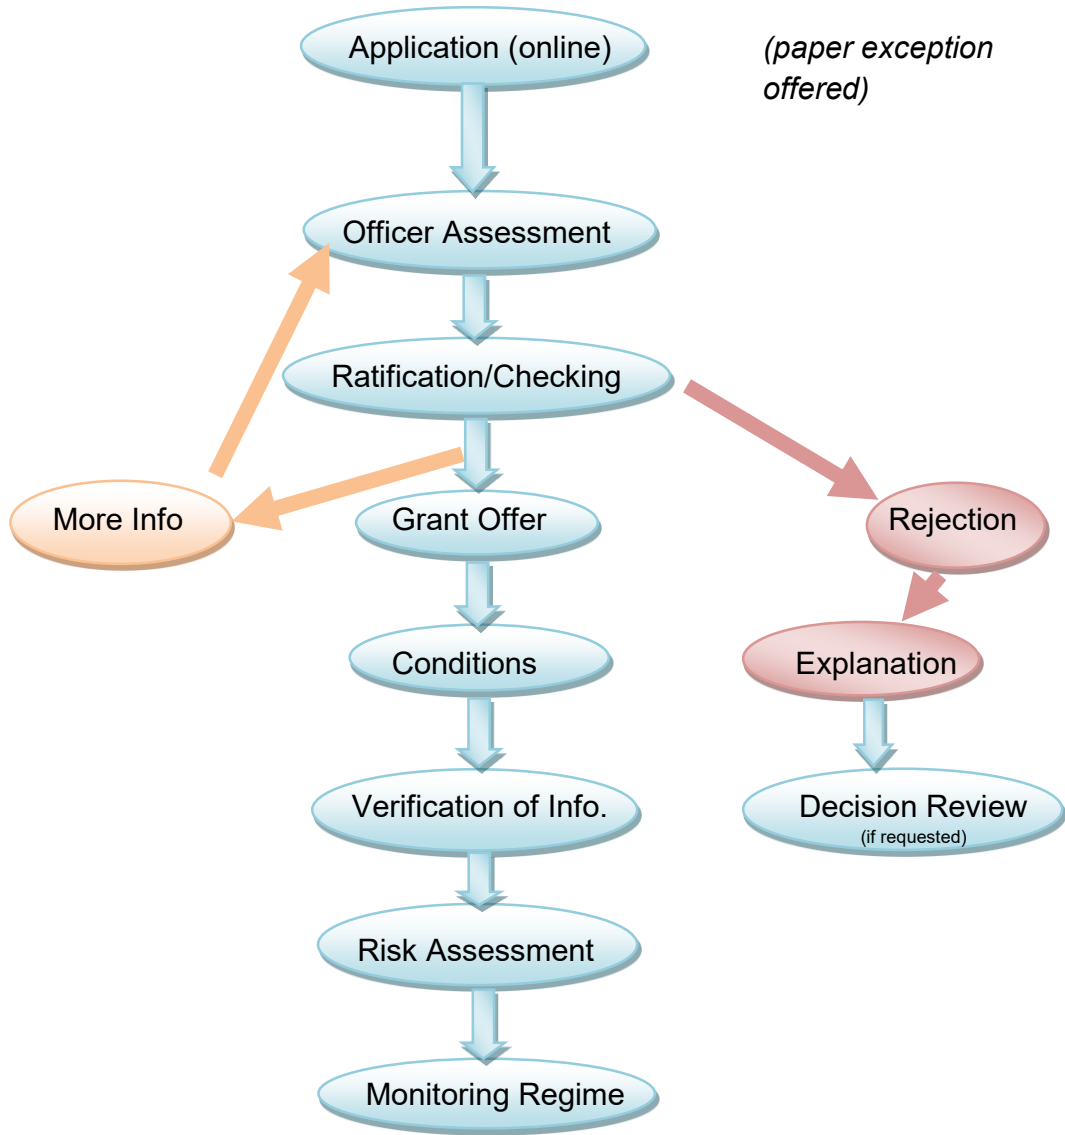 Application (online)
(paper exception
offered)
Officer Assessment
Ratification/Checking
More Info
Grant Offer
Rejection
Conditions
Explanation
Verification of Info.
Decision Review
(if requested)
Risk Assessment
Monitoring Regime